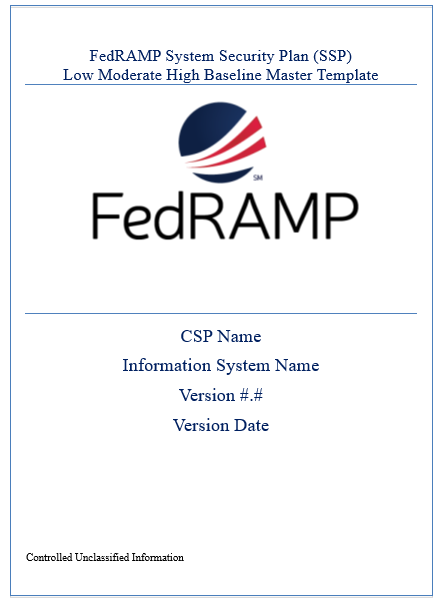 FedRAMP System Security Plan (SSP)
Low Moderate High Baseline Master Template
SM
FedRAMP
CSP Name
Information System Name
Version #.#
Version Date
Controlled Unclassified Information